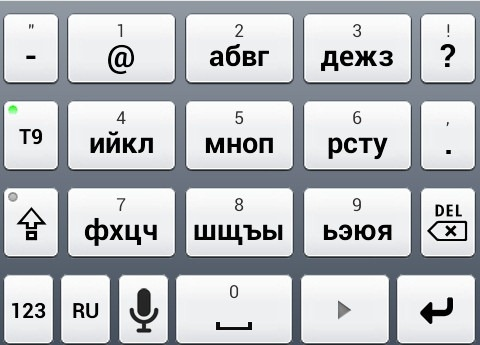 " 1 2 3 !
- @ абвг дежз ?
4 5 6 ,
T9 ийкл мноп рсту .
7 8 9 DEL
фхцч шщъы ьэюя
0
123 RU